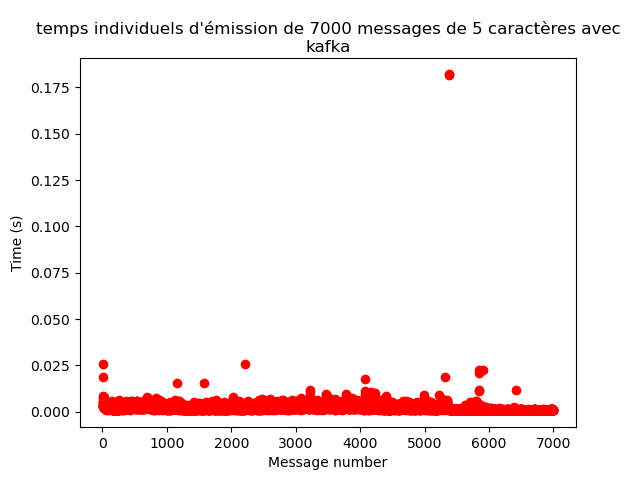 temps individuels d'émission de 7000 messages de 5 caractères avec
kafka
0.175
0.150
0.125
0.100
0.075
0.050
0.025
0.000
Time (s)
0 1000 2000 3000 4000 5000 6000 7000
Message number